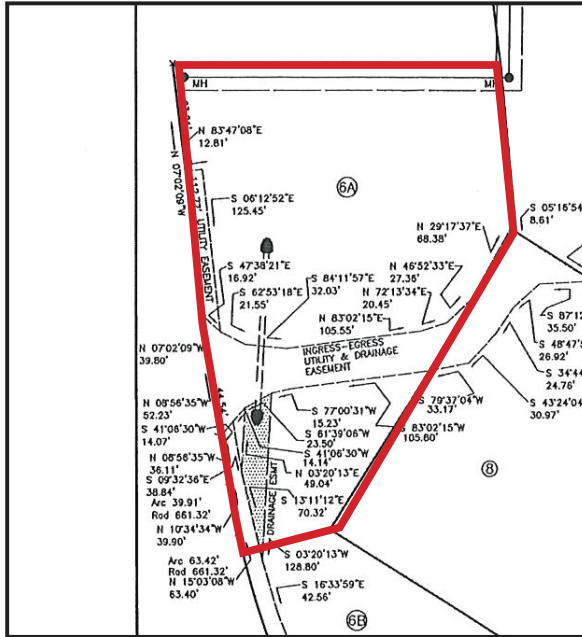 MH
MH
N 83°47'08"E
12.81'
N 07°02'09"W
S 06°12'52"E
125.45'
UTILITY EASEMENT
6A
S 05°16'54
8.61'
N 29°17'37"E
68.38'
S 47°38'21"E
16.92'
S 84°11'57"E
32.03'
N 46°52'33"E
27.36'
S 62°53'18"E
21.55'
N 72°13'34"E
20.45'
N 83°02'15"E
105.55'
S 87°12
35.50'
INGRESS-EGRESS
UTILITY & DRAINAGE
EASEMENT
S 48°47'5
26.92'
N 07°02'09"W
39.80'
S 34°44
24.76'
N 08°56'35"W
52.23'
S 79°37'04"W
33.17'
S 43°24'04
30.97'
S 77°00'31"W
15.23'
S 41°08'30"W
14.07'
S 61°39'06"W
23.50'
S 83°02'15"W
105.80'
S 41°06'30"W
14.14'
N 08°56'35"W
36.11'
N 03°20'13"E
49.04'
8
S 09°32'36"E
38.84'
S 13°11'12"E
70.32'
Arc 39.91'
Rad 661.32'
N 10°34'34"W
39.90'
DRAINAGE ESMT
Arc 63.42'
Rad 661.32'
N 15°03'08"W
63.40'
S 03°20'13"W
128.80'
S 16°33'59"E
42.56'
6B